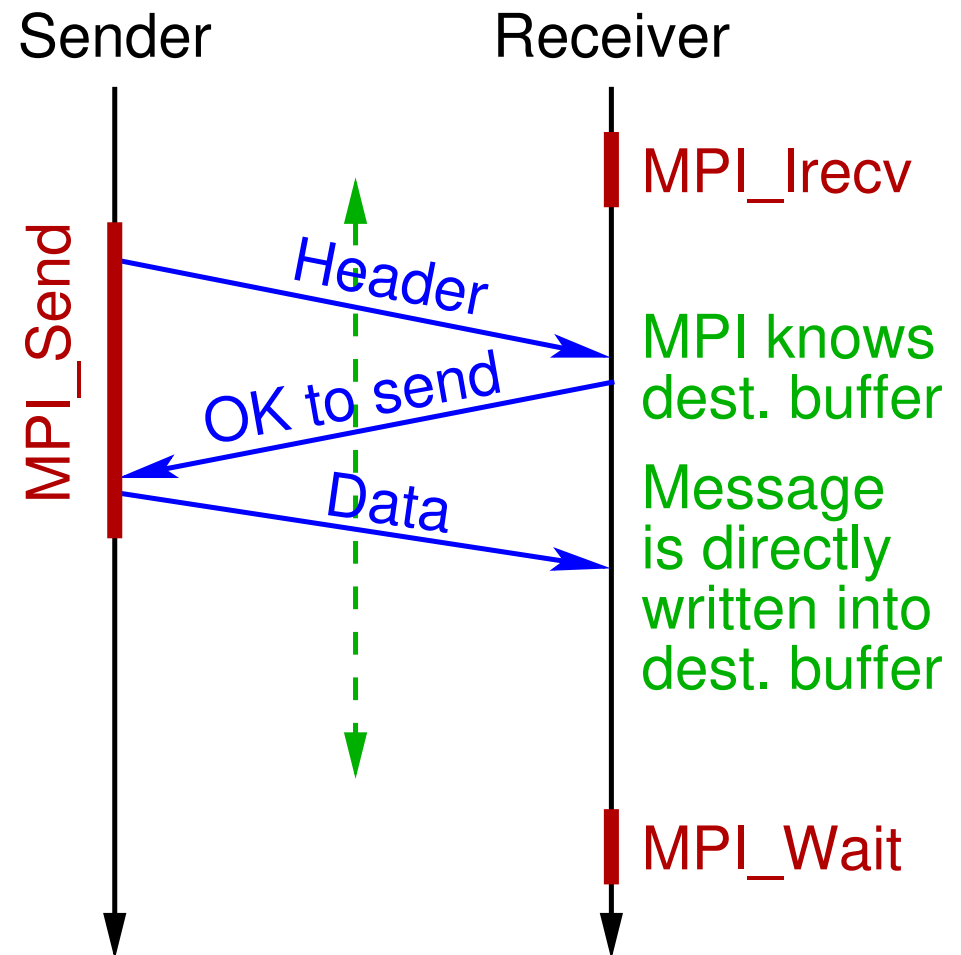 Sender
Receiver
MPI_Irecv
MPI_Send
Header
MPI knows
dest. buffer
OK to send
Data
Message
is directly
written into
dest. buffer
MPI_Wait